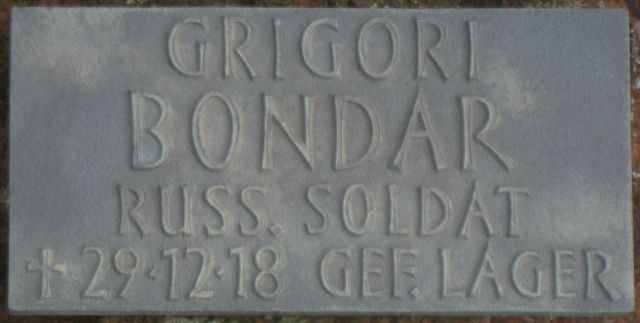 GRIGORI
BONDAR
RUSS. SOLDAT
+ 29·12·18 GEF. LAGER